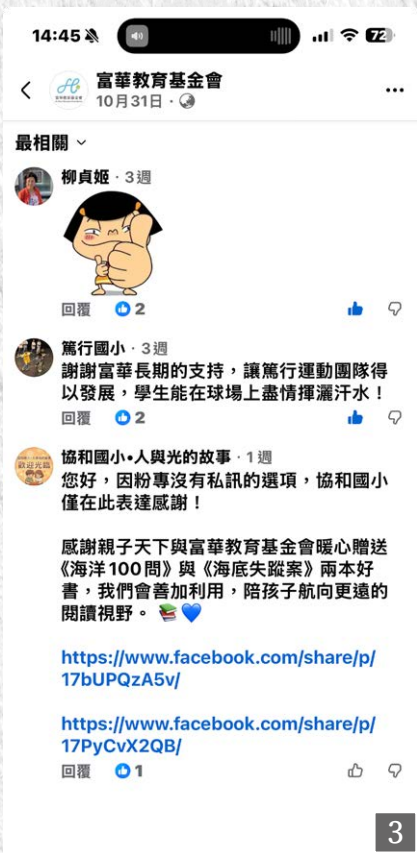 14:45
72
富華教育基金會
10月31日 ·
最相關
柳貞姬 · 3週
回覆 2
篤行國小 · 3週
謝謝富華長期的支持，讓篤行運動團隊得
以發展，學生能在球場上盡情揮灑汗水！
回覆 2
協和國小•人與光的故事 · 1週
您好，因粉專沒有私訊的選項，協和國小
僅在此表達感謝！
感謝親子天下與富華教育基金會暖心贈送
《海洋100問》與《海底失蹤案》兩本好
書，我們會善加利用，陪孩子航向更遠的
閱讀視野。 📚💙
https://www.facebook.com/share/p/
17bUPQzA5v/
https://www.facebook.com/share/p/
17PyCvX2QB/
回覆 1
3